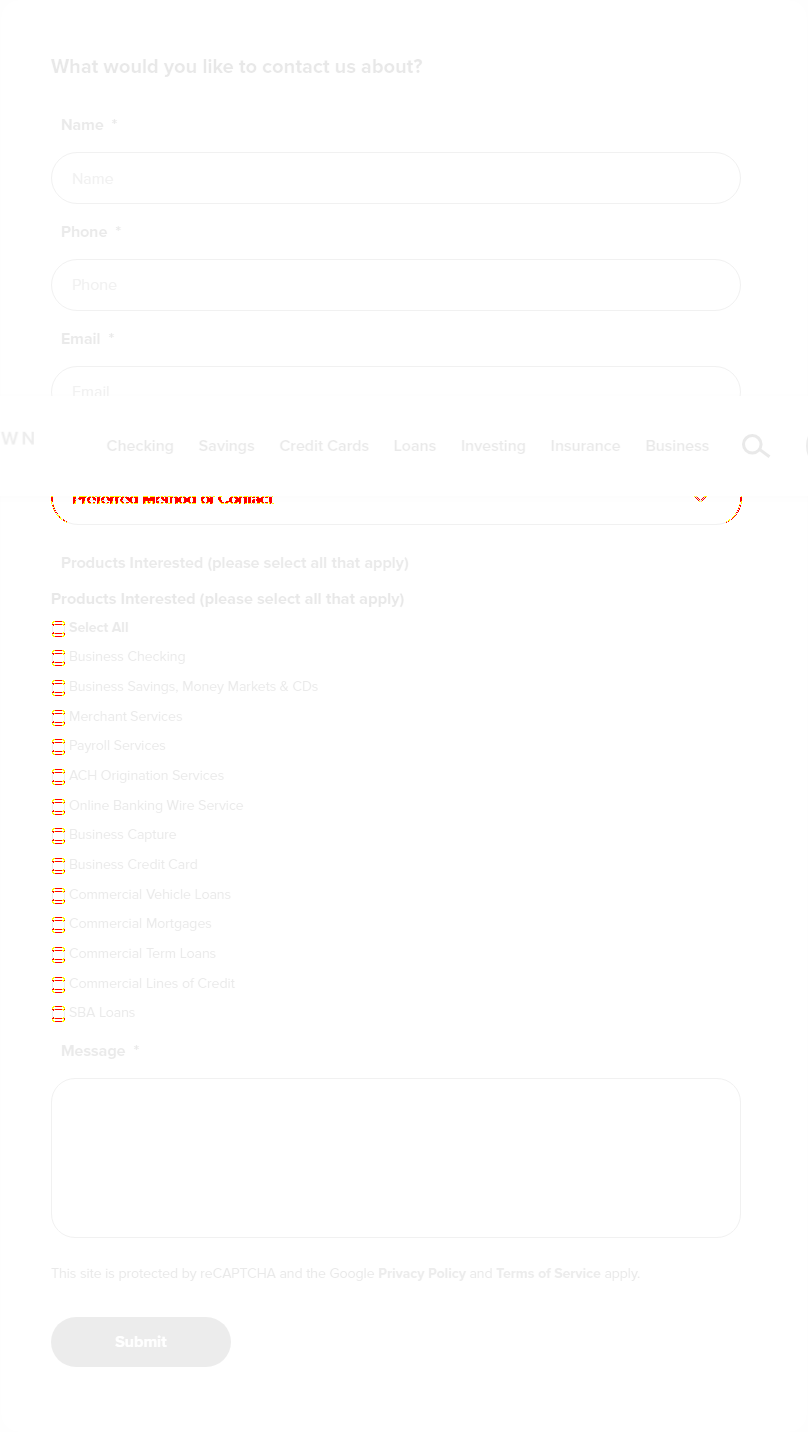 What would you like to contact us about?
Name *
Name
Phone *
Phone
Email *
Email
WN Checking Savings Credit Cards Loans Investing Insurance Business
Preferred Method of Contact
Products Interested (please select all that apply)
Products Interested (please select all that apply)
Select All
Business Checking
Business Savings, Money Markets & CDs
Merchant Services
Payroll Services
ACH Origination Services
Online Banking Wire Service
Business Capture
Business Credit Card
Commercial Vehicle Loans
Commercial Mortgages
Commercial Term Loans
Commercial Lines of Credit
SBA Loans
Message *
This site is protected by reCAPTCHA and the Google Privacy Policy and Terms of Service apply.
Submit